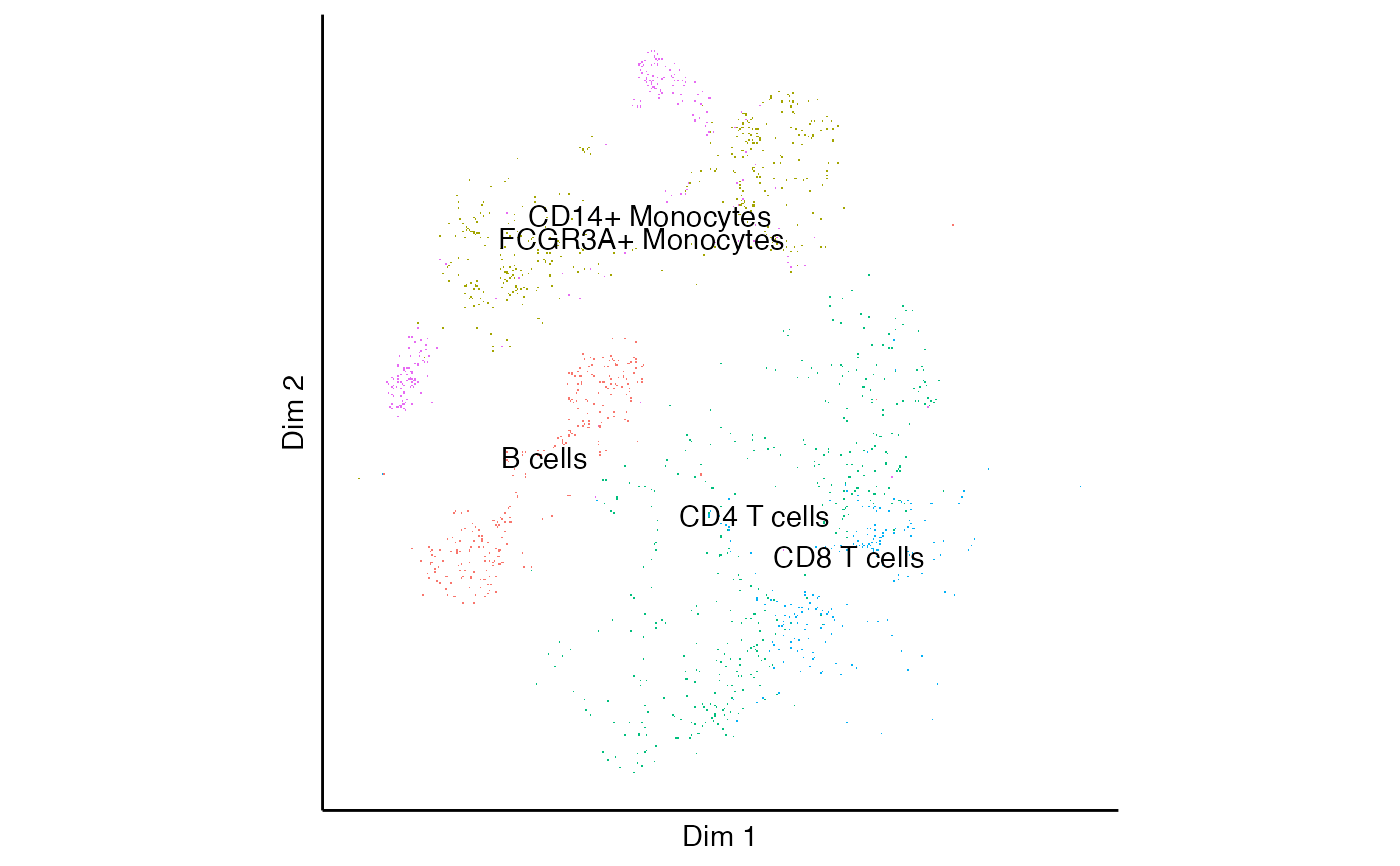 CD14+ Monocytes
FCGR3A+ Monocytes
B cells
CD4 T cells
CD8 T cells
Dim 2
Dim 1